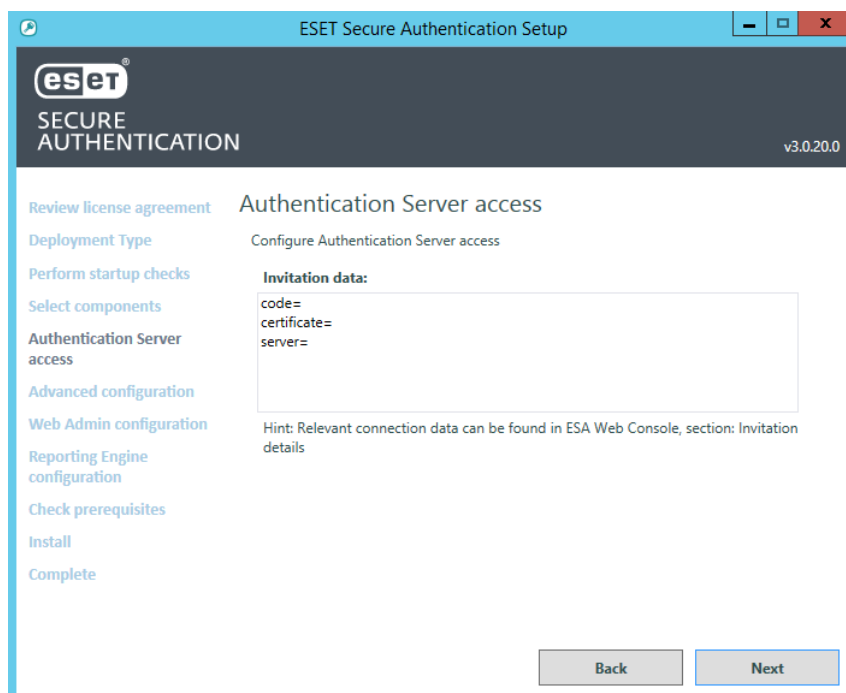 ESET Secure Authentication Setup
eset®
SECURE
AUTHENTICATION
v3.0.20.0
Review license agreement
Deployment Type
Perform startup checks
Select components
Authentication Server
access
Advanced configuration
Web Admin configuration
Reporting Engine
configuration
Check prerequisites
Install
Complete
Authentication Server access
Configure Authentication Server access
Invitation data:
code=
certificate=
server=
Hint: Relevant connection data can be found in ESA Web Console, section: Invitation
details
Back
Next